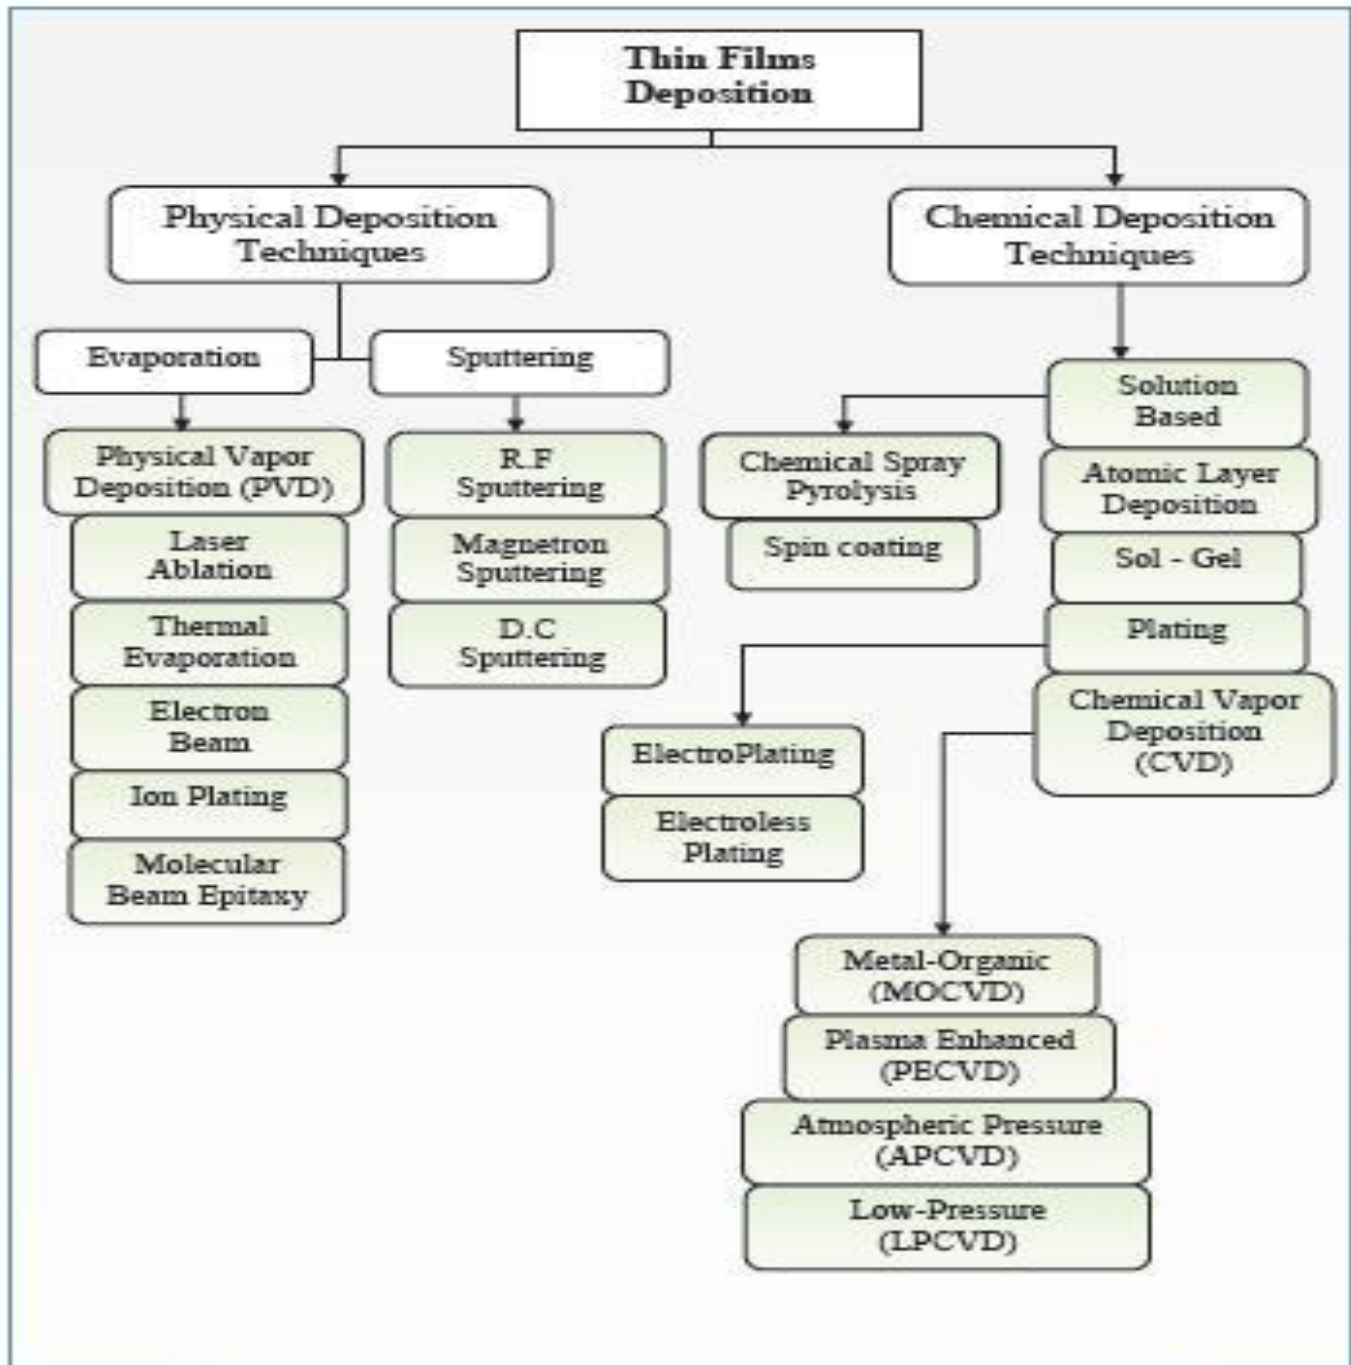 Thin Films
Deposition
Physical Deposition
Techniques
Chemical Deposition
Techniques
Evaporation
Sputtering
Physical Vapor
Deposition (PVD)
Laser
Ablation
Thermal
Evaporation
Electron
Beam
Ion Plating
Molecular
Beam Epitaxy
R.F
Sputtering
Magnetron
Sputtering
D.C
Sputtering
Solution
Based
Atomic Layer
Deposition
Sol - Gel
Plating
Chemical Vapor
Deposition
(CVD)
Chemical Spray
Pyrolysis
Spin coating
ElectroPlating
Electroless
Plating
Metal-Organic
(MOCVD)
Plasma Enhanced
(PECVD)
Atmospheric Pressure
(APCVD)
Low-Pressure
(LPCVD)